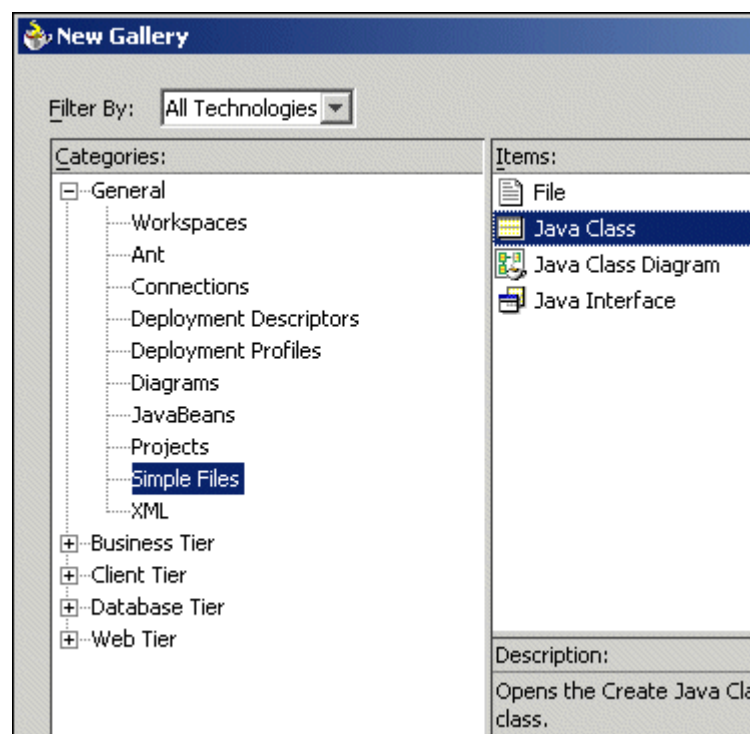 New Gallery
Filter By: All Technologies
Categories:
General
Workspaces
Ant
Connections
Deployment Descriptors
Deployment Profiles
Diagrams
JavaBeans
Projects
Simple Files
XML
Business Tier
Client Tier
Database Tier
Web Tier
Items:
File
Java Class
Java Class Diagram
Java Interface
Description:
Opens the Create Java
class.